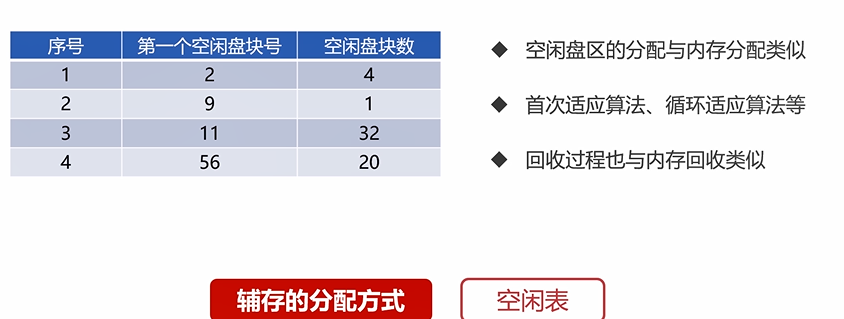 序号 第一个空闲盘块号 空闲盘块数
1 2 4
2 9 1
3 11 32
4 56 20
◆ 空闲盘区的分配与内存分配类似
◆ 首次适应算法、循环适应算法等
◆ 回收过程也与内存回收类似
辅存的分配方式 空闲表